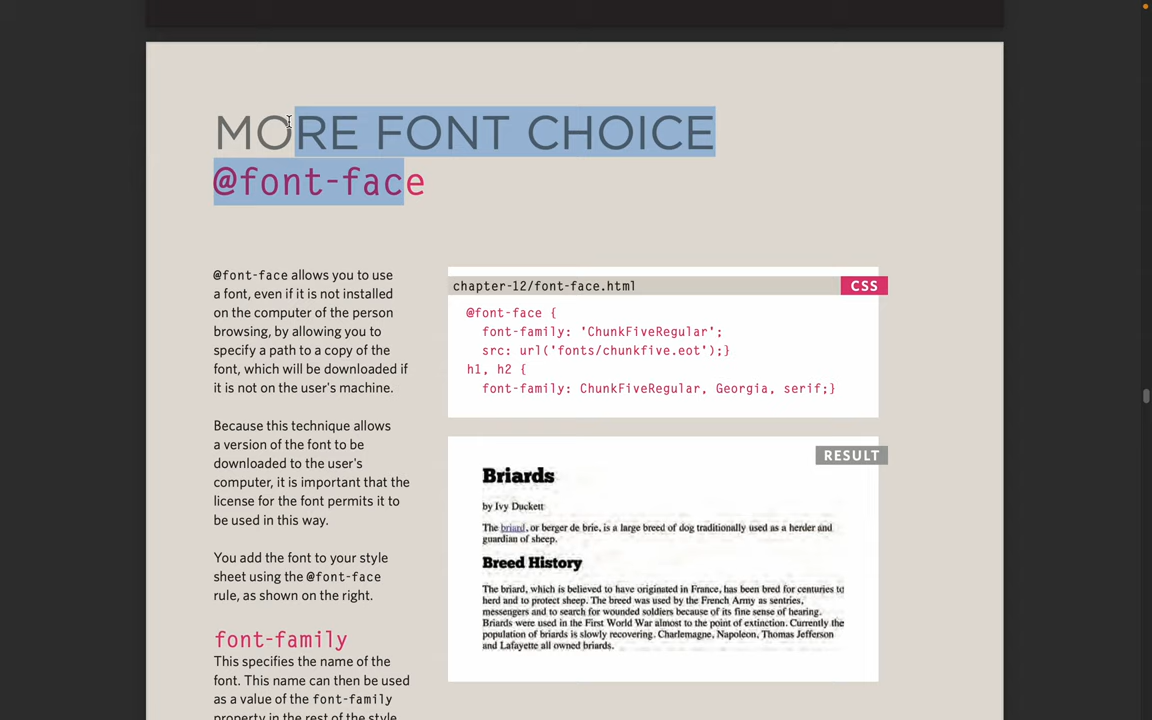 MORE FONT CHOICE
@font-face
@font-face allows you to use
a font, even if it is not installed
on the computer of the person
browsing, by allowing you to
specify a path to a copy of the
font, which will be downloaded if
it is not on the user's machine.
Because this technique allows
a version of the font to be
downloaded to the user's
computer, it is important that the
license for the font permits it to
be used in this way.
You add the font to your style
sheet using the @font-face
rule, as shown on the right.
font-family
This specifies the name of the
font. This name can then be used
as a value of the font-family
property in the rest of the style
chapter-12/font-face.html
CSS
@font-face {
font-family: 'ChunkFiveRegular';
src: url('fonts/chunkfive.eot');}
h1, h2 {
font-family: ChunkFiveRegular, Georgia, serif;}
RESULT
Briards
by Ivy Duckett
The briard, or berger de brie, is a large breed of dog traditionally used as a herder and
guardian of sheep.
Breed History
The briard, which is believed to have originated in France, has been bred for centuries to
herd and to protect sheep. The breed was used by the French Army as sentries,
messengers and to search for wounded soldiers because of its fine sense of hearing.
Briards were used in the First World War almost to the point of extinction. Currently the
population of briards is slowly recovering. Charlemagne, Napoleon, Thomas Jefferson
and Lafayette all owned briards.